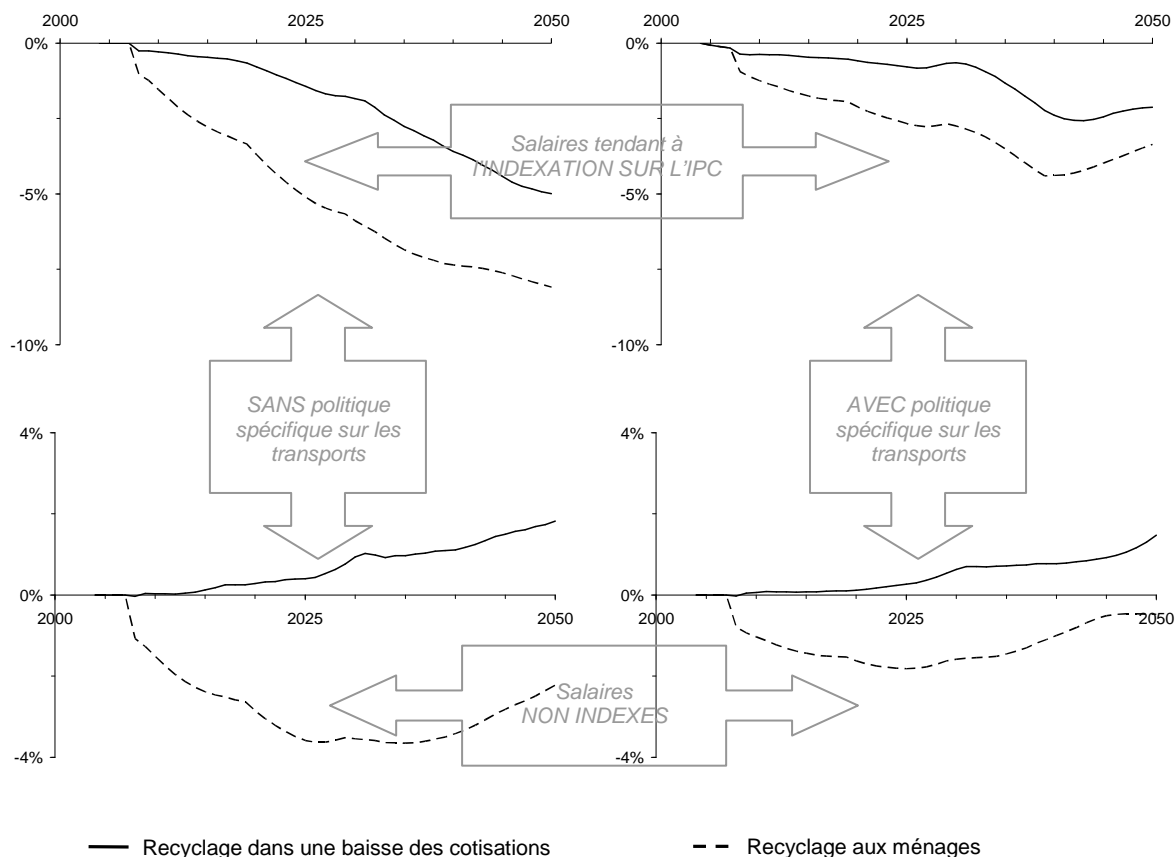 2000 2025 2050
2000 2025 2050
0%
0%
Salaires tendant à
l'INDEXATION SUR L'IPC
-5%
-5%
-10%
-10%
SANS politique
spécifique sur les
transports
AVEC politique
spécifique sur les
transports
4%
4%
0%
0%
2000 2025 2050
2000 2025 2050
Salaires
NON INDEXES
-4%
-4%
Recyclage dans une baisse des cotisations
Recyclage aux ménages